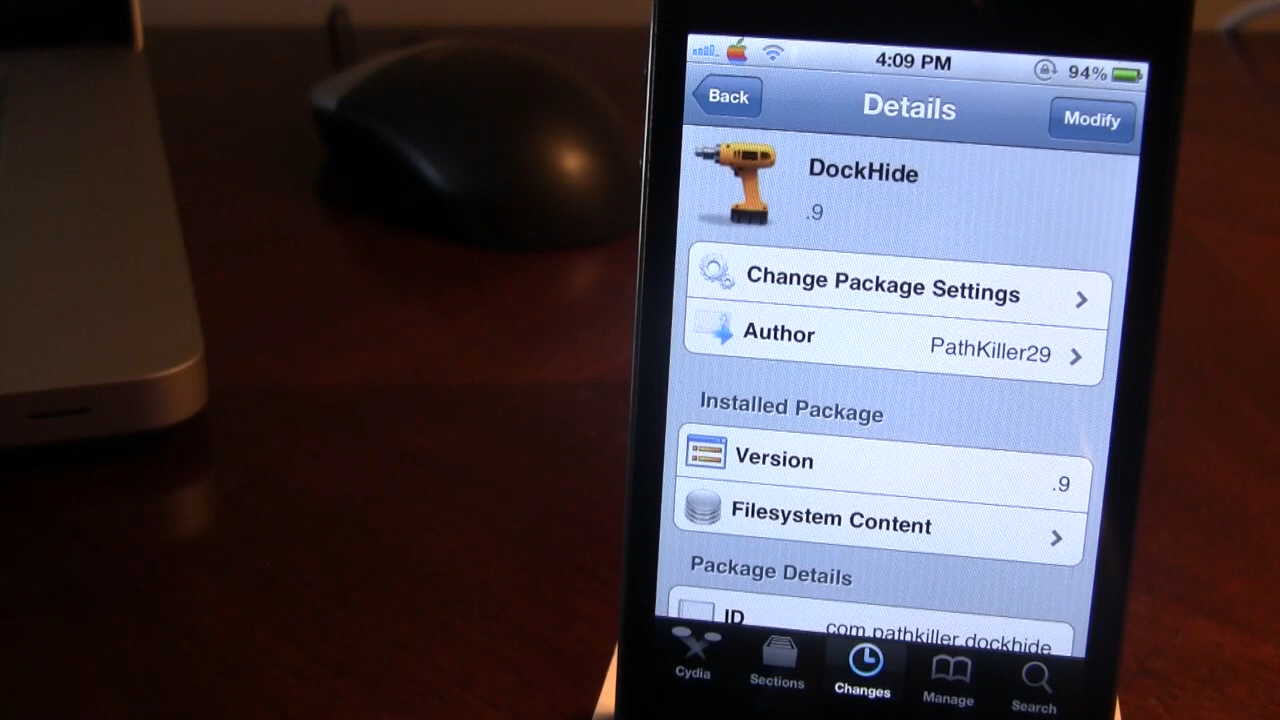 4:09 PM
94%
Back
Details
Modify
DockHide
.9
Change Package Settings
Author PathKiller29
Installed Package
Version .9
Filesystem Content
Package Details
ID com.pathkiller.dockhide
Cydia Sections Changes Manage Search